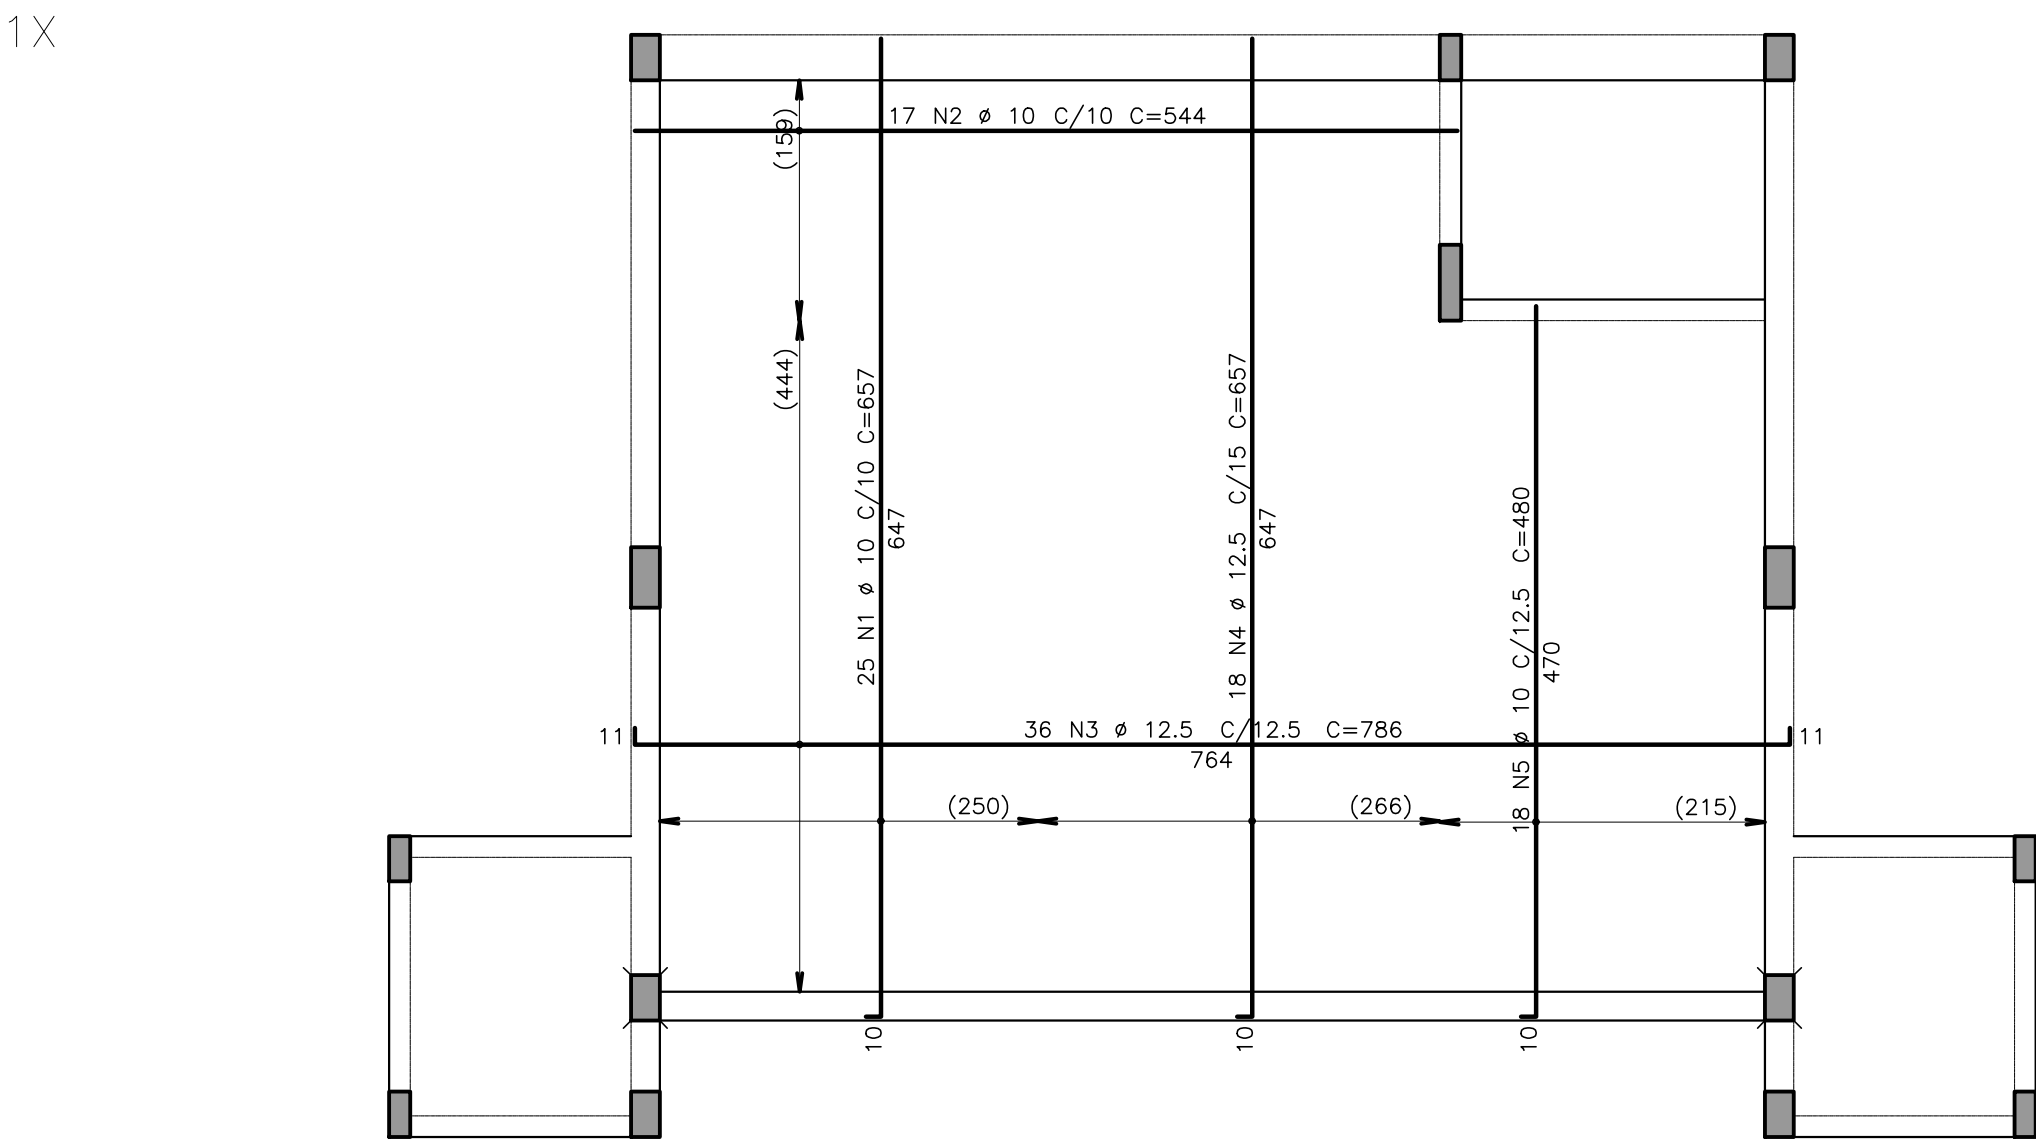 1X
17 N2 ø 10 C/10 C=544
(159)
(444)
25 N1 ø 10 C/10 C=657
647
18 N4 ø 12.5 C/15 C=657
647
18 N5 ø 10 C/12.5 C=480
470
36 N3 ø 12.5 C/12.5 C=786
11
11
764
(250)
(266)
(215)
10
10
10